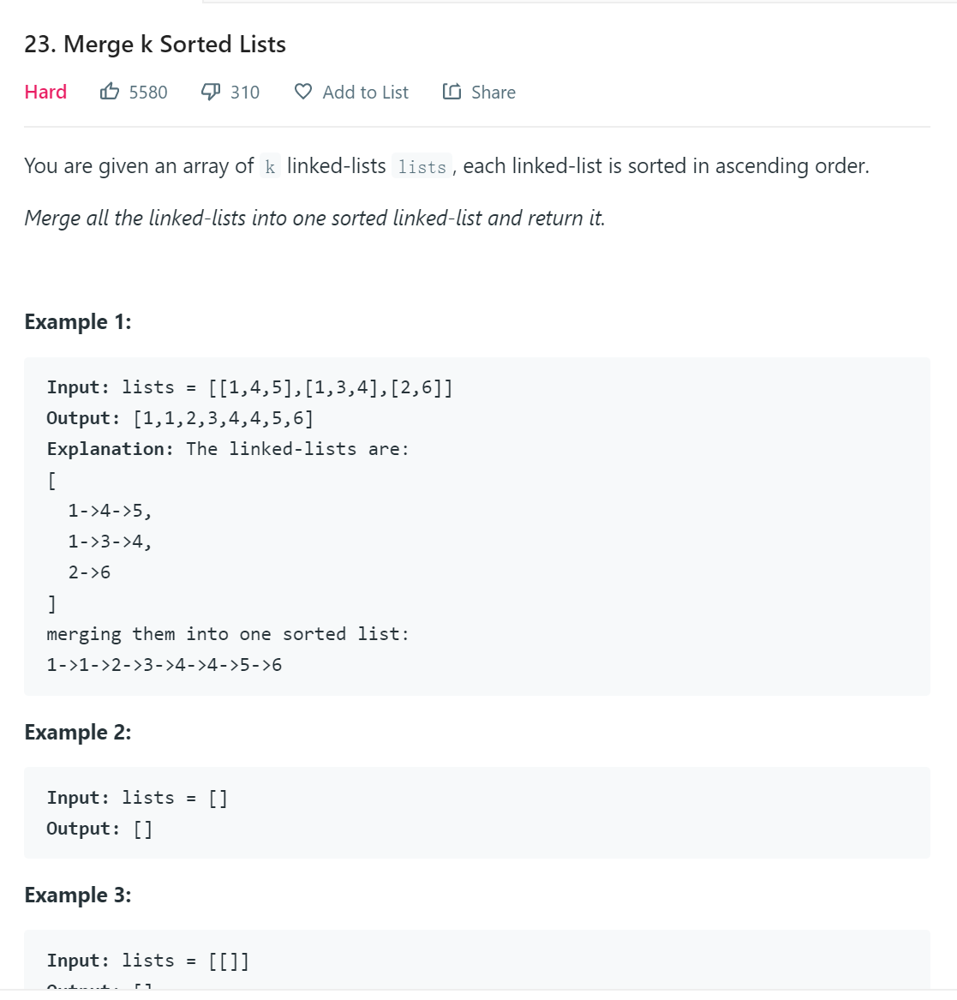 23. Merge k Sorted Lists
Hard 5580 310 Add to List Share
You are given an array of k linked-lists lists , each linked-list is sorted in ascending order.
Merge all the linked-lists into one sorted linked-list and return it.
Example 1:
Input: lists = [[1,4,5],[1,3,4],[2,6]]
Output: [1,1,2,3,4,4,5,6]
Explanation: The linked-lists are:
[
  1->4->5,
  1->3->4,
  2->6
]
merging them into one sorted list:
1->1->2->3->4->4->5->6
Example 2:
Input: lists = []
Output: []
Example 3:
Input: lists = [[]]
Output: []